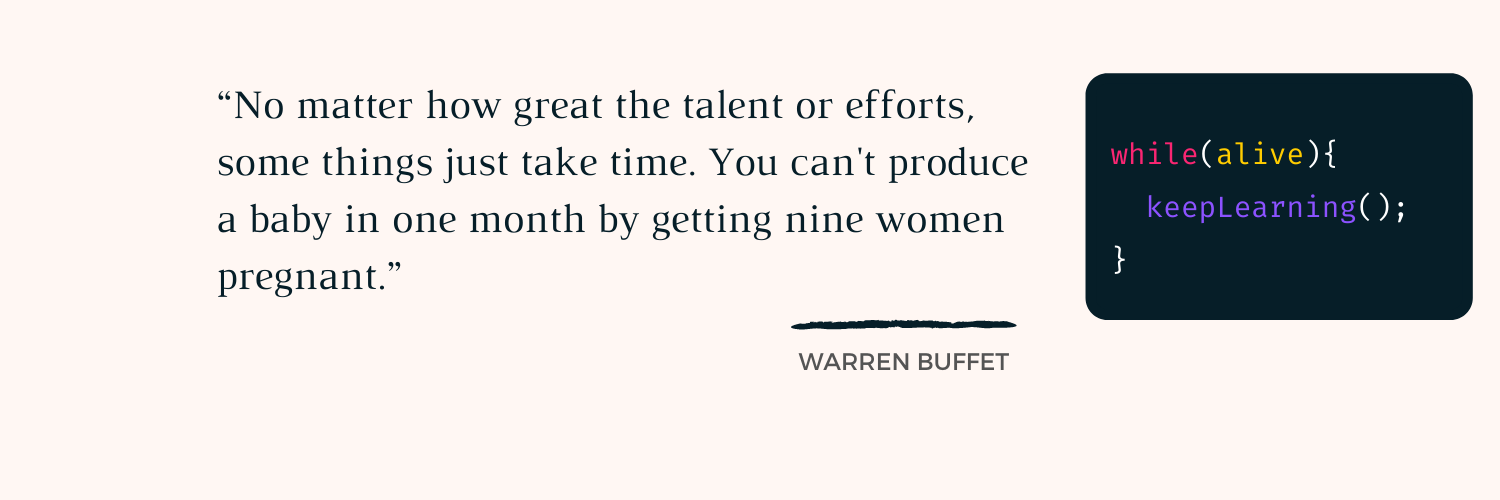 “No matter how great the talent or efforts,
some things just take time. You can't produce
a baby in one month by getting nine women
pregnant.”
WARREN BUFFET
while(alive){
  keepLearning();
}